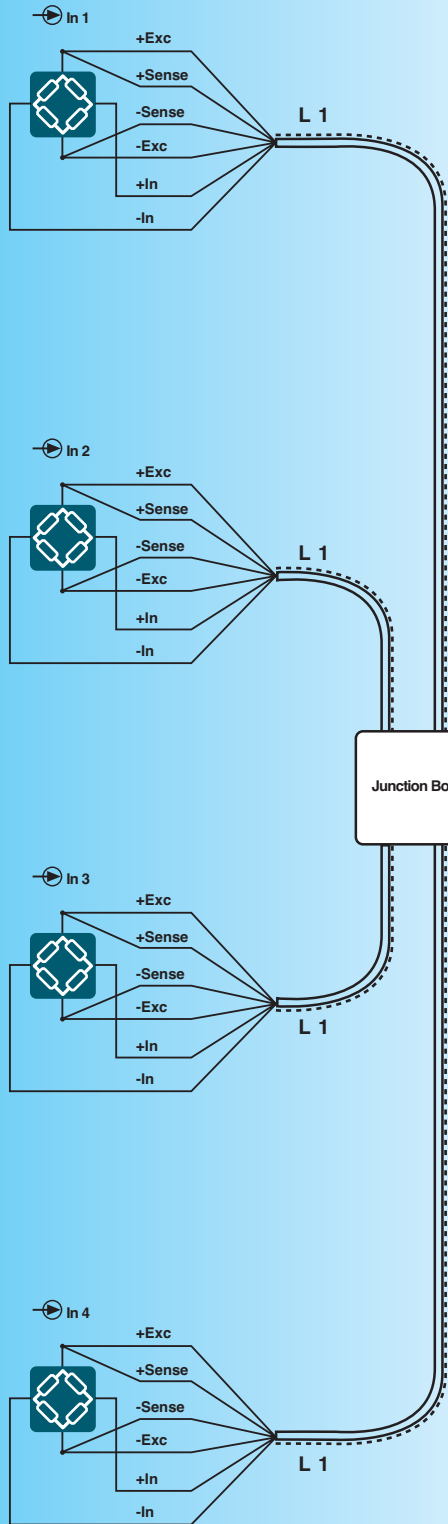 In 1
+Exc
+Sense
-Sense
-Exc
+In
-In
L 1
In 2
+Exc
+Sense
-Sense
-Exc
+In
-In
L 1
Junction Bo
In 3
+Exc
+Sense
-Sense
-Exc
+In
-In
L 1
In 4
+Exc
+Sense
-Sense
-Exc
+In
-In
L 1